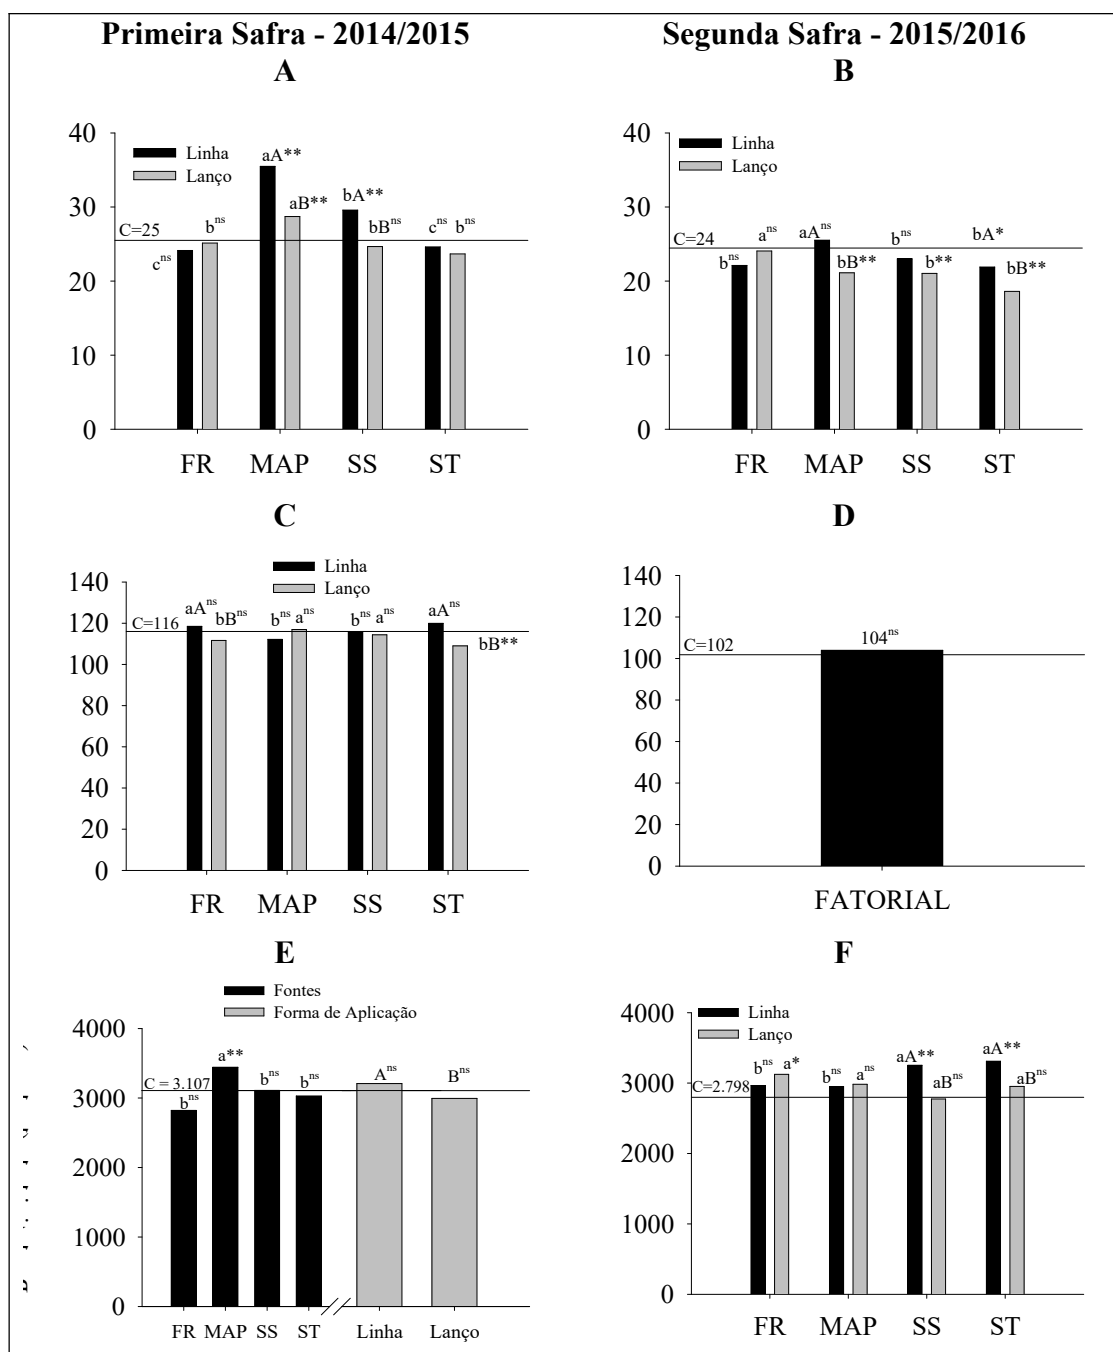 Primeira Safra - 2014/2015
Segunda Safra - 2015/2016
A
40
30
20
10
0
Linha
Lanço
C=25
c^ns
b^ns
aA**
aB**
bA**
bB^ns
c^ns
b^ns
FR
MAP
SS
ST
B
40
30
20
10
0
Linha
Lanço
C=24
b^ns
a^ns
aA^ns
bB**
b^ns
b**
bA*
bB**
FR
MAP
SS
ST
C
140
120
100
80
60
40
20
0
Linha
Lanço
C=116
aA^ns
bB^ns
b^ns
a^ns
b^ns
a^ns
aA^ns
bB**
FR
MAP
SS
ST
D
140
120
100
80
60
40
20
0
C=102
104^ns
FATORIAL
E
4000
3000
2000
1000
0
Fontes
Forma de Aplicação
C = 3.107
b^ns
a**
b^ns
b^ns
A^ns
B^ns
FR
MAP
SS
ST
Linha
Lanço
F
4000
3000
2000
1000
0
Linha
Lanço
C=2.798
b^ns
a*
b^ns
a^ns
aA**
aB^ns
aA**
aB^ns
FR
MAP
SS
ST